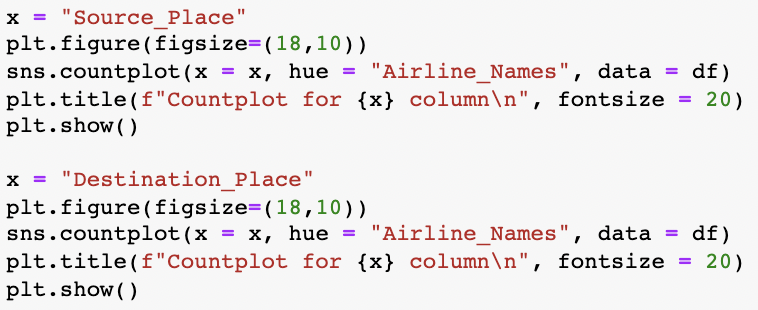 x = "Source_Place"
plt.figure(figsize=(18,10))
sns.countplot(x = x, hue = "Airline_Names", data = df)
plt.title(f"Countplot for {x} column\n", fontsize = 20)
plt.show()

x = "Destination_Place"
plt.figure(figsize=(18,10))
sns.countplot(x = x, hue = "Airline_Names", data = df)
plt.title(f"Countplot for {x} column\n", fontsize = 20)
plt.show()